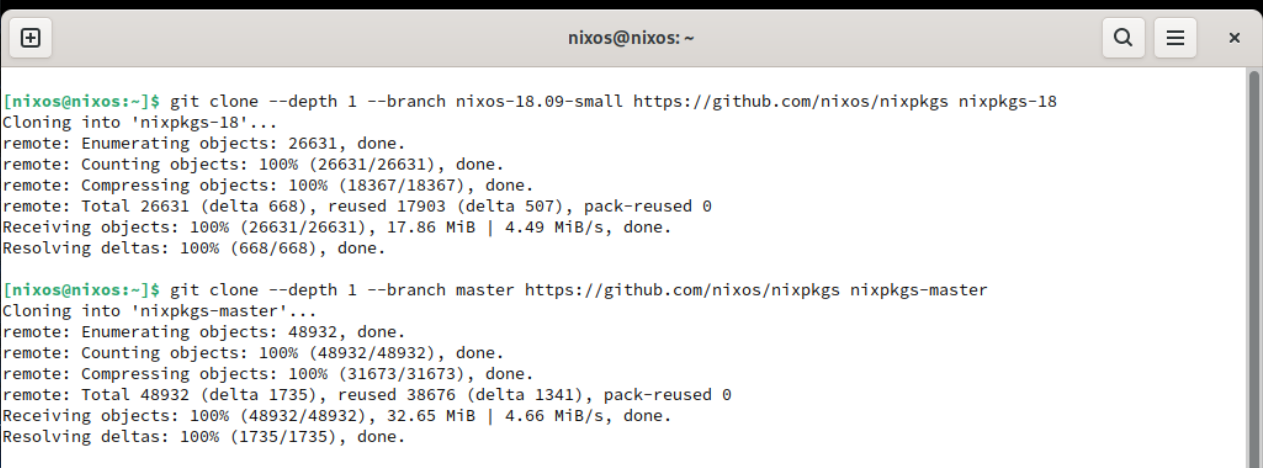 nixos@nixos: ~
[nixos@nixos:~]$ git clone --depth 1 --branch nixos-18.09-small https://github.com/nixos/nixpkgs nixpkgs-18
Cloning into 'nixpkgs-18'...
remote: Enumerating objects: 26631, done.
remote: Counting objects: 100% (26631/26631), done.
remote: Compressing objects: 100% (18367/18367), done.
remote: Total 26631 (delta 668), reused 17903 (delta 507), pack-reused 0
Receiving objects: 100% (26631/26631), 17.86 MiB | 4.49 MiB/s, done.
Resolving deltas: 100% (668/668), done.
[nixos@nixos:~]$ git clone --depth 1 --branch master https://github.com/nixos/nixpkgs nixpkgs-master
Cloning into 'nixpkgs-master'...
remote: Enumerating objects: 48932, done.
remote: Counting objects: 100% (48932/48932), done.
remote: Compressing objects: 100% (31673/31673), done.
remote: Total 48932 (delta 1735), reused 38676 (delta 1341), pack-reused 0
Receiving objects: 100% (48932/48932), 32.65 MiB | 4.66 MiB/s, done.
Resolving deltas: 100% (1735/1735), done.